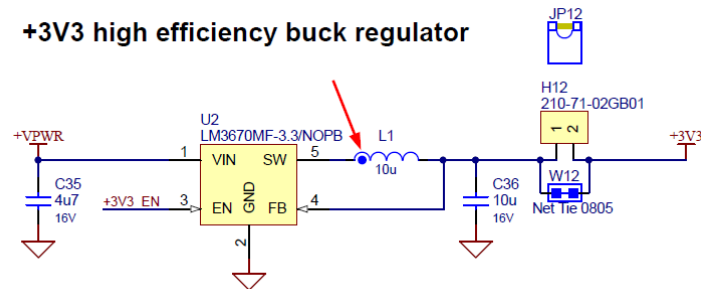 +3V3 high efficiency buck regulator
JP12
H12
210-71-02GB01
U2
LM3670MF-3.3/NOPB
L1
+VPWR
+3V3
1 2
1 VIN SW 5
10u
C35
4u7
16V
+3V3_EN
3 EN GND FB 4
2
C36
10u
16V
W12
Net Tie 0805